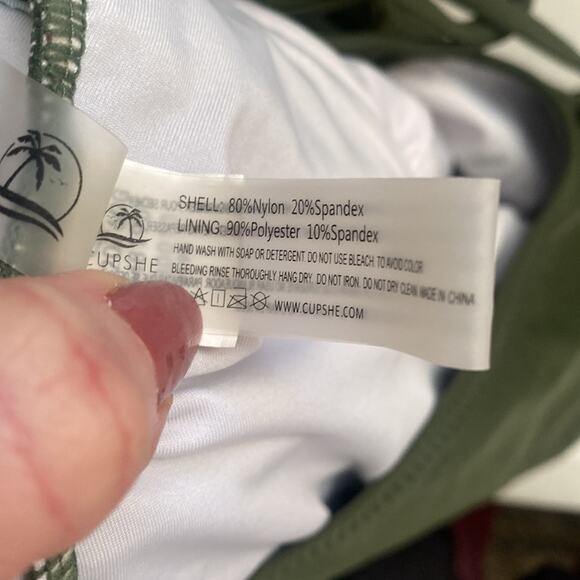 SHELL: 80%Nylon 20%Spandex
LINING: 90%Polyester 10%Spandex
CUPSHE
HAND WASH WITH SOAP OR DETERGENT. DO NOT USE BLEACH. TO AVOID COLOR
BLEEDING RINSE THOROUGHLY HANG DRY. DO NOT IRON. DO NOT DRY CLEAN. MADE IN CHINA
WWW.CUPSHE.COM